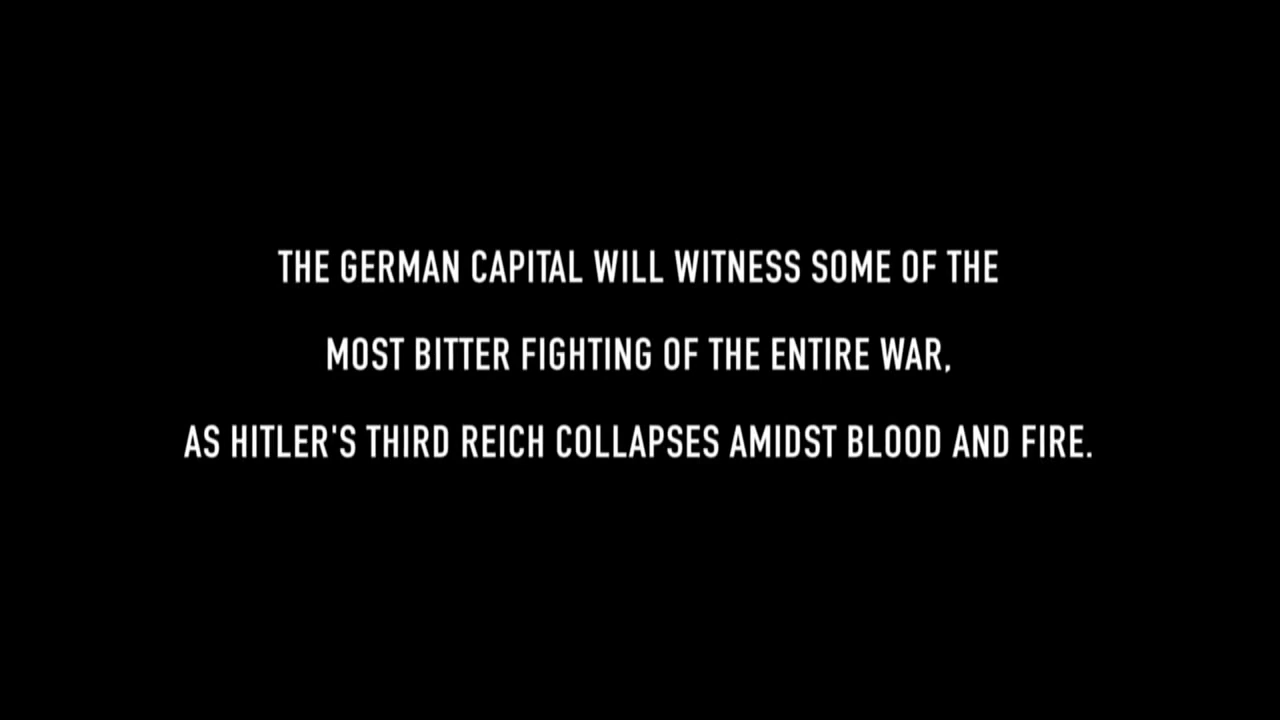 THE GERMAN CAPITAL WILL WITNESS SOME OF THE
MOST BITTER FIGHTING OF THE ENTIRE WAR,
AS HITLER'S THIRD REICH COLLAPSES AMIDST BLOOD AND FIRE.